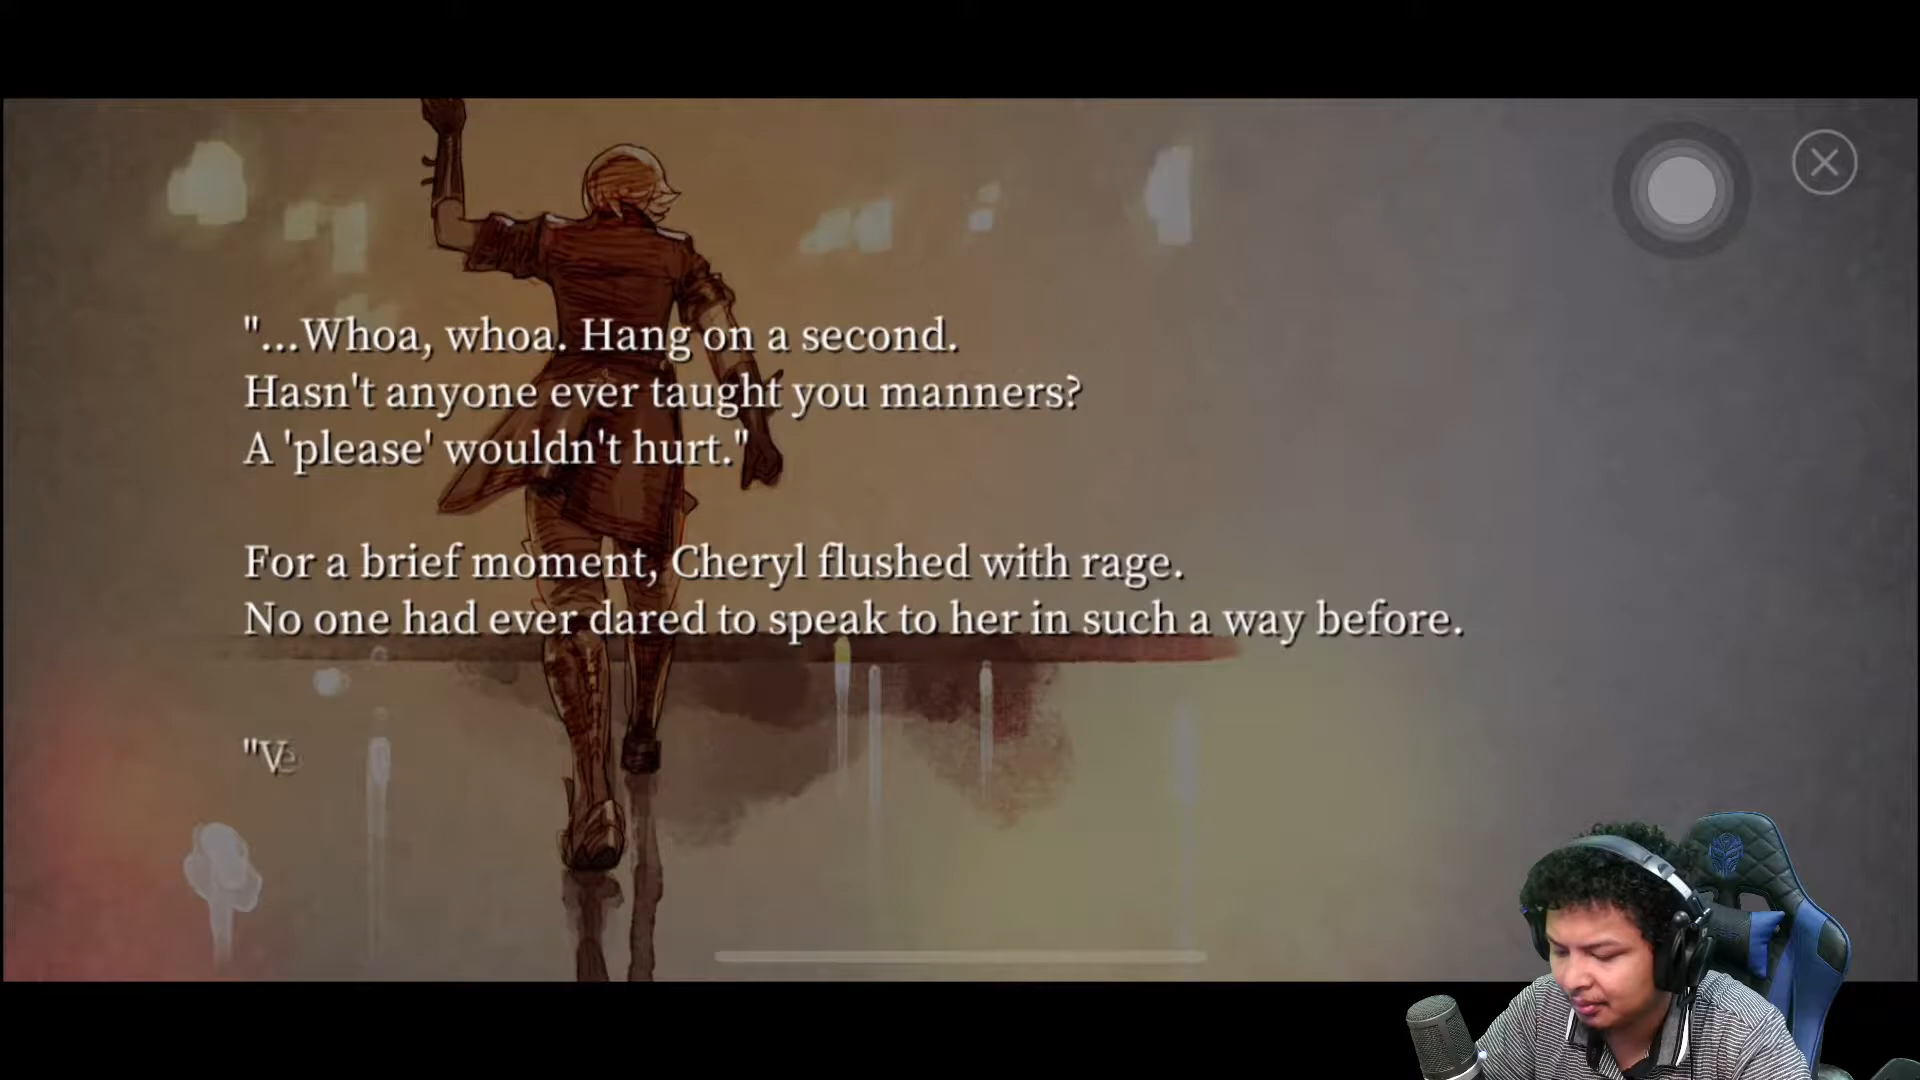 "...Whoa, whoa. Hang on a second.
Hasn't anyone ever taught you manners?
A 'please' wouldn't hurt."
For a brief moment, Cheryl flushed with rage.
No one had ever dared to speak to her in such a way before.
"Ve